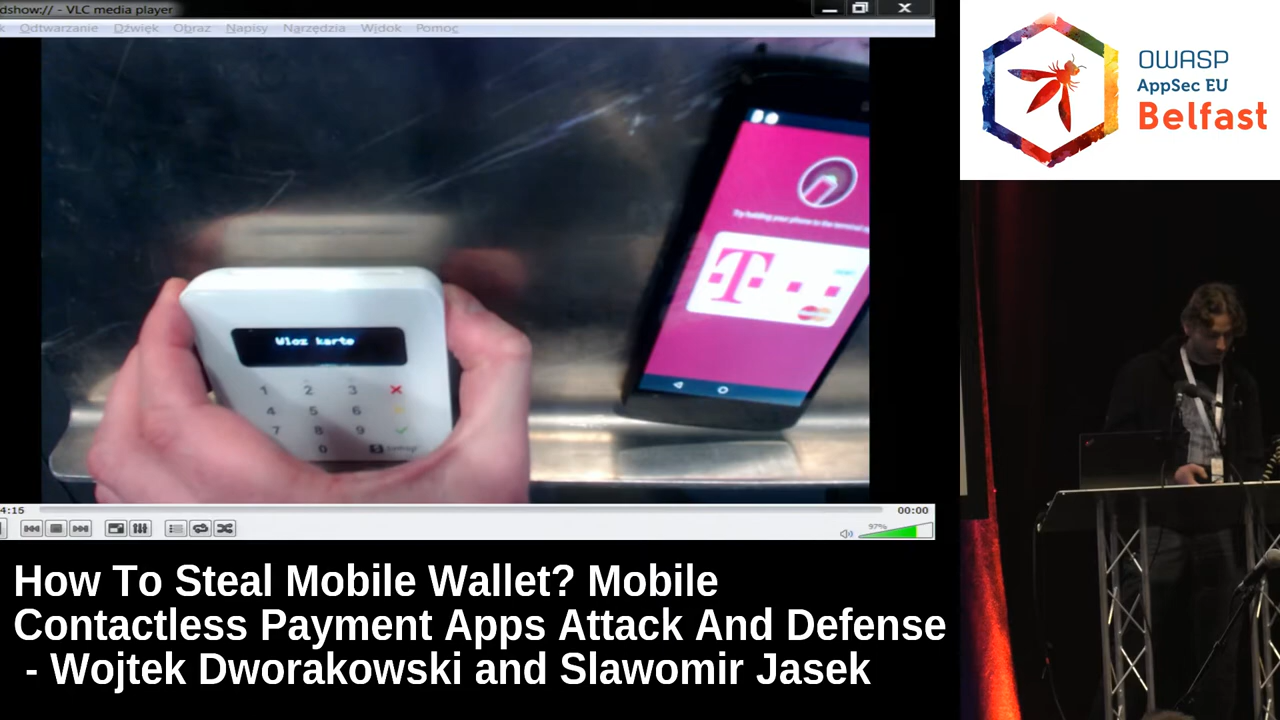 dshow:// - VLC media player
Odtwarzanie Dźwięk Obraz Napisy Narzędzia Widok Pomoc
Try holding your phone to the terminal
T
Wloz karte
1 2 3
4 5 6
7 8 9
0
4:15
00:00
97%
OWASP
AppSec EU
Belfast
How To Steal Mobile Wallet? Mobile
Contactless Payment Apps Attack And Defense
- Wojtek Dworakowski and Slawomir Jasek